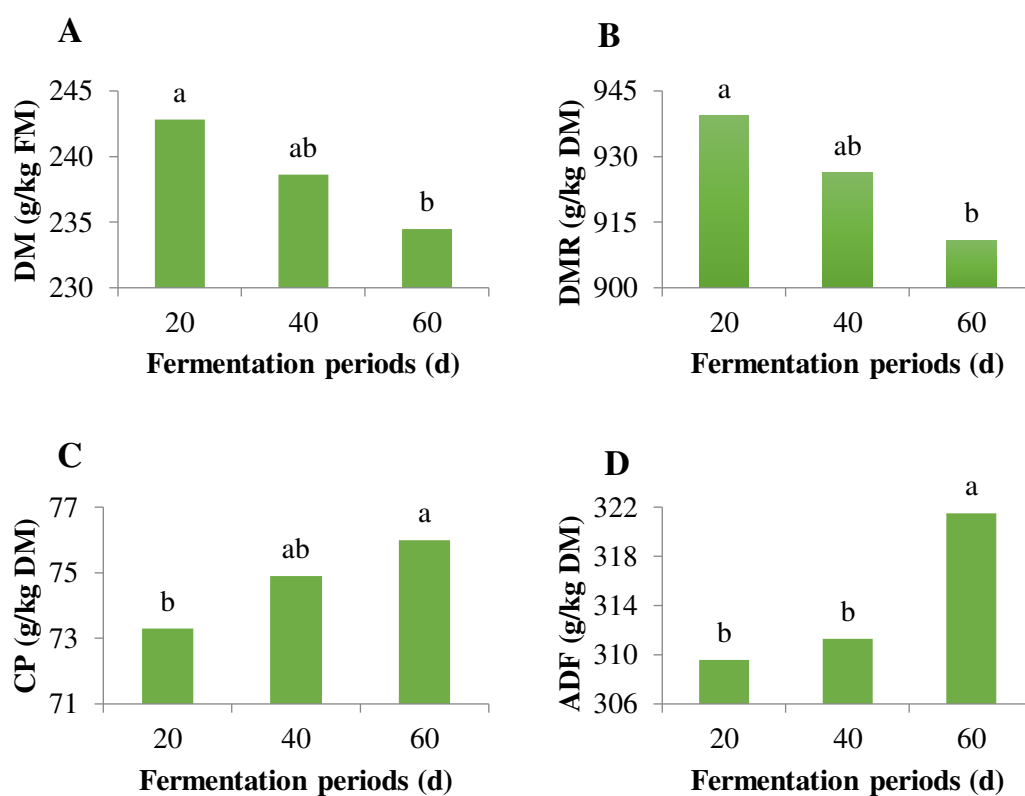 A
DM (g/kg FM)
245
240
235
230
a
ab
b
20 40 60
Fermentation periods (d)
B
DMR (g/kg DM)
945
930
915
900
a
ab
b
20 40 60
Fermentation periods (d)
C
CP (g/kg DM)
77
75
73
71
b
ab
a
20 40 60
Fermentation periods (d)
D
ADF (g/kg DM)
322
318
314
310
306
b
b
a
20 40 60
Fermentation periods (d)